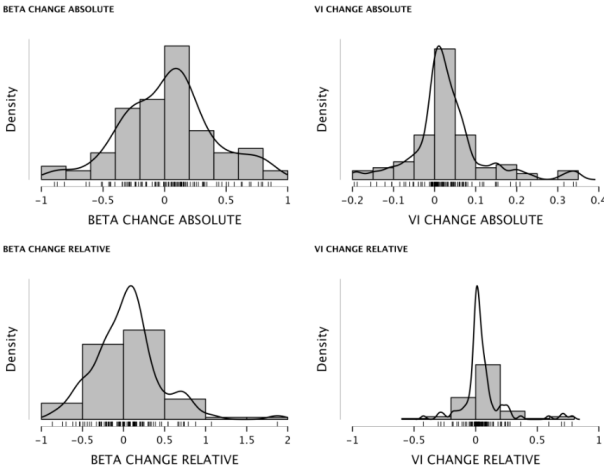 BETA CHANGE ABSOLUTE
Density
-1 -0.5 0 0.5 1
BETA CHANGE ABSOLUTE
VI CHANGE ABSOLUTE
Density
-0.2 -0.1 0 0.1 0.2 0.3 0.4
VI CHANGE ABSOLUTE
BETA CHANGE RELATIVE
Density
-1 -0.5 0 0.5 1 1.5 2
BETA CHANGE RELATIVE
VI CHANGE RELATIVE
Density
-1 -0.5 0 0.5 1
VI CHANGE RELATIVE